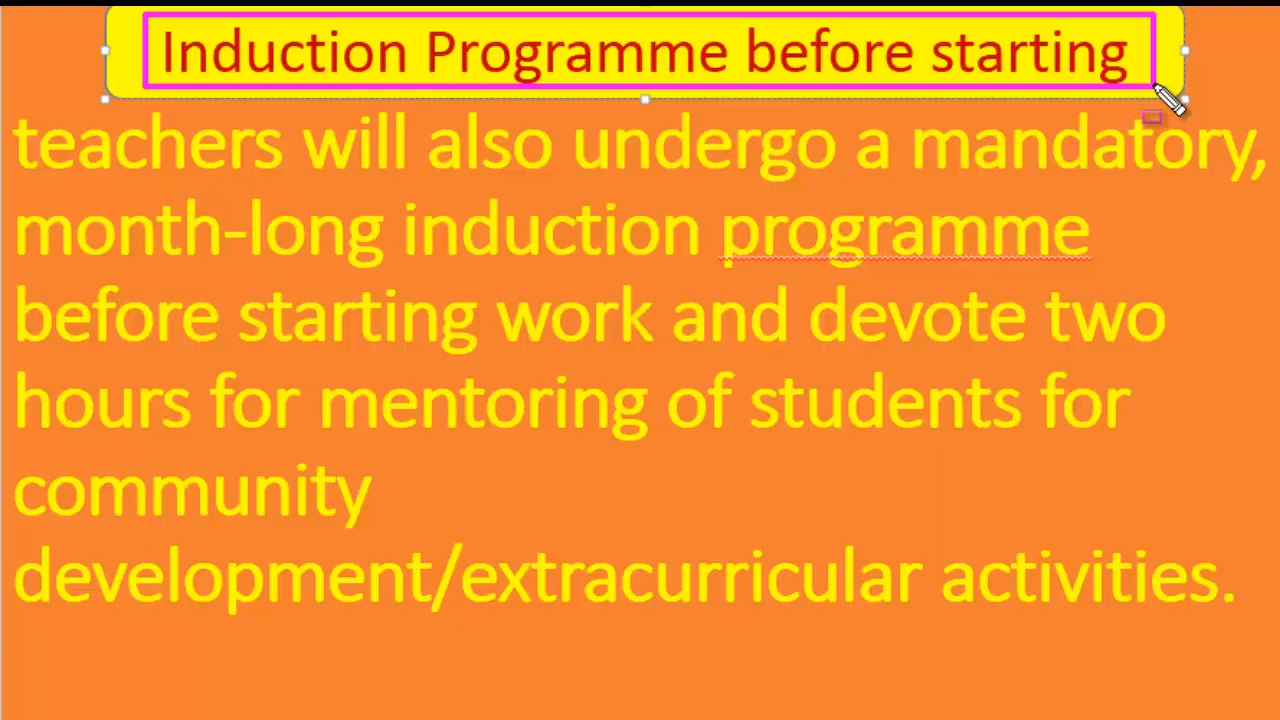 Induction Programme before starting
teachers will also undergo a mandatory,
month-long induction programme
before starting work and devote two
hours for mentoring of students for
community
development/extracurricular activities.